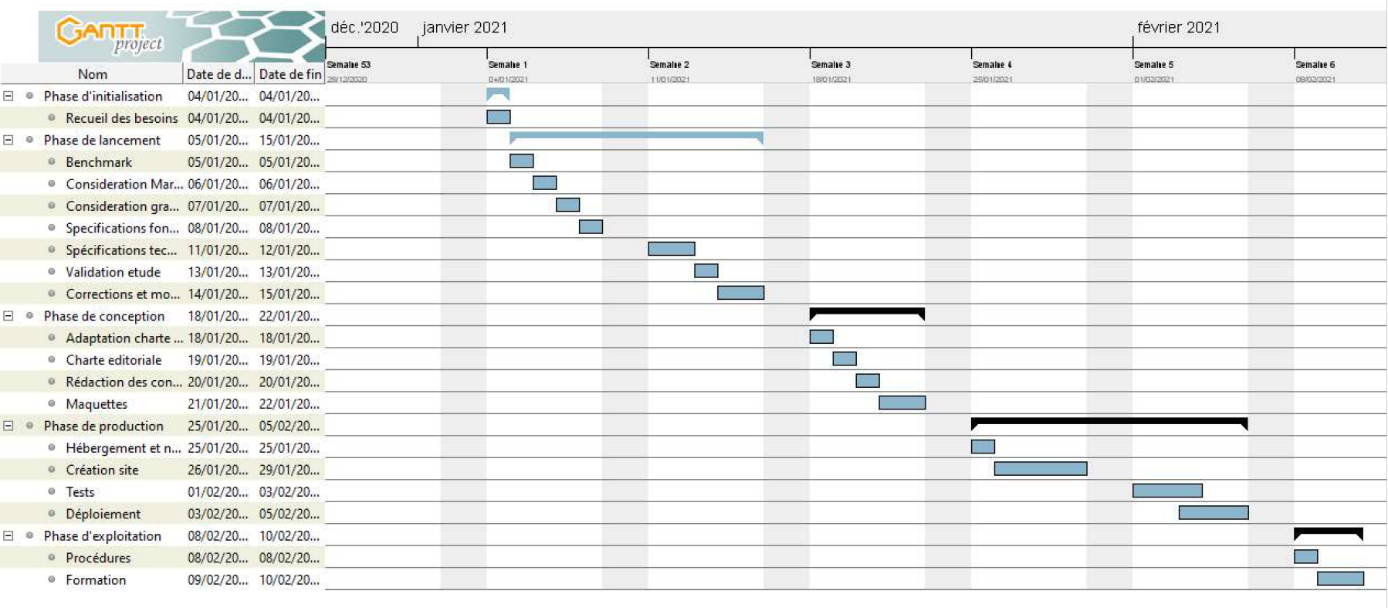 GANTT
project
déc.'2020 janvier 2021 février 2021
Semaine 53 Semaine 1 Semaine 2 Semaine 3 Semaine 4 Semaine 5 Semaine 6
28/12/2020 04/01/2021 11/01/2021 18/01/2021 25/01/2021 01/02/2021 08/02/2021
Nom Date de d... Date de fin
Phase d'initialisation 04/01/20... 04/01/20...
Recueil des besoins 04/01/20... 04/01/20...
Phase de lancement 05/01/20... 15/01/20...
Benchmark 05/01/20... 05/01/20...
Consideration Mar... 06/01/20... 06/01/20...
Consideration gra... 07/01/20... 07/01/20...
Specifications fon... 08/01/20... 08/01/20...
Spécifications tec... 11/01/20... 12/01/20...
Validation etude 13/01/20... 13/01/20...
Corrections et mo... 14/01/20... 15/01/20...
Phase de conception 18/01/20... 22/01/20...
Adaptation charte ... 18/01/20... 18/01/20...
Charte editoriale 19/01/20... 19/01/20...
Rédaction des con... 20/01/20... 20/01/20...
Maquettes 21/01/20... 22/01/20...
Phase de production 25/01/20... 05/02/20...
Hébergement et n... 25/01/20... 25/01/20...
Création site 26/01/20... 29/01/20...
Tests 01/02/20... 03/02/20...
Déploiement 03/02/20... 05/02/20...
Phase d'exploitation 08/02/20... 10/02/20...
Procédures 08/02/20... 08/02/20...
Formation 09/02/20... 10/02/20...